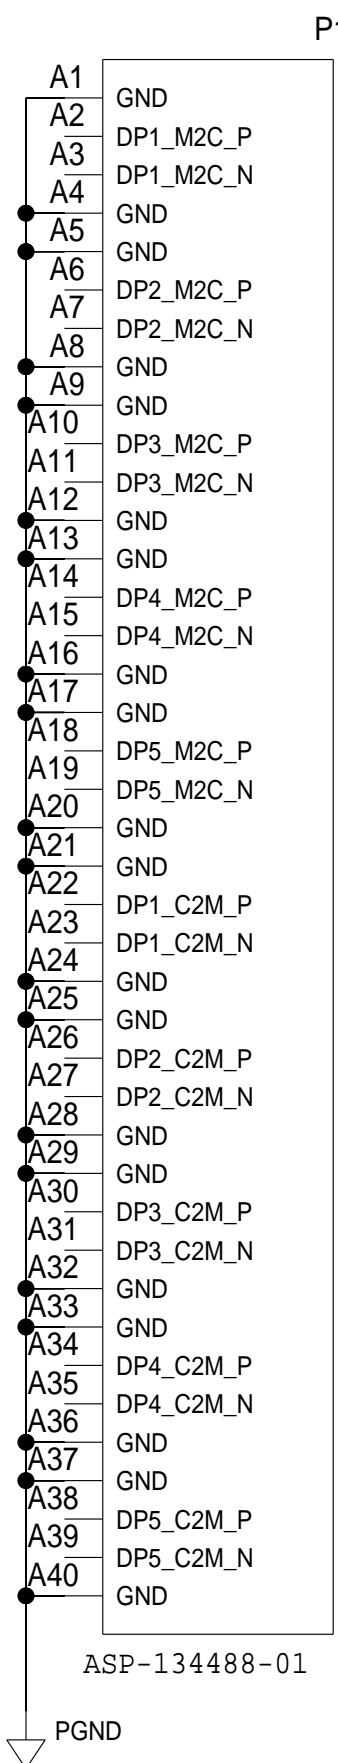 P1
A1 GND
A2 DP1_M2C_P
A3 DP1_M2C_N
A4 GND
A5 GND
A6 DP2_M2C_P
A7 DP2_M2C_N
A8 GND
A9 GND
A10 DP3_M2C_P
A11 DP3_M2C_N
A12 GND
A13 GND
A14 DP4_M2C_P
A15 DP4_M2C_N
A16 GND
A17 GND
A18 DP5_M2C_P
A19 DP5_M2C_N
A20 GND
A21 GND
A22 DP1_C2M_P
A23 DP1_C2M_N
A24 GND
A25 GND
A26 DP2_C2M_P
A27 DP2_C2M_N
A28 GND
A29 GND
A30 DP3_C2M_P
A31 DP3_C2M_N
A32 GND
A33 GND
A34 DP4_C2M_P
A35 DP4_C2M_N
A36 GND
A37 GND
A38 DP5_C2M_P
A39 DP5_C2M_N
A40 GND
ASP-134488-01
PGND